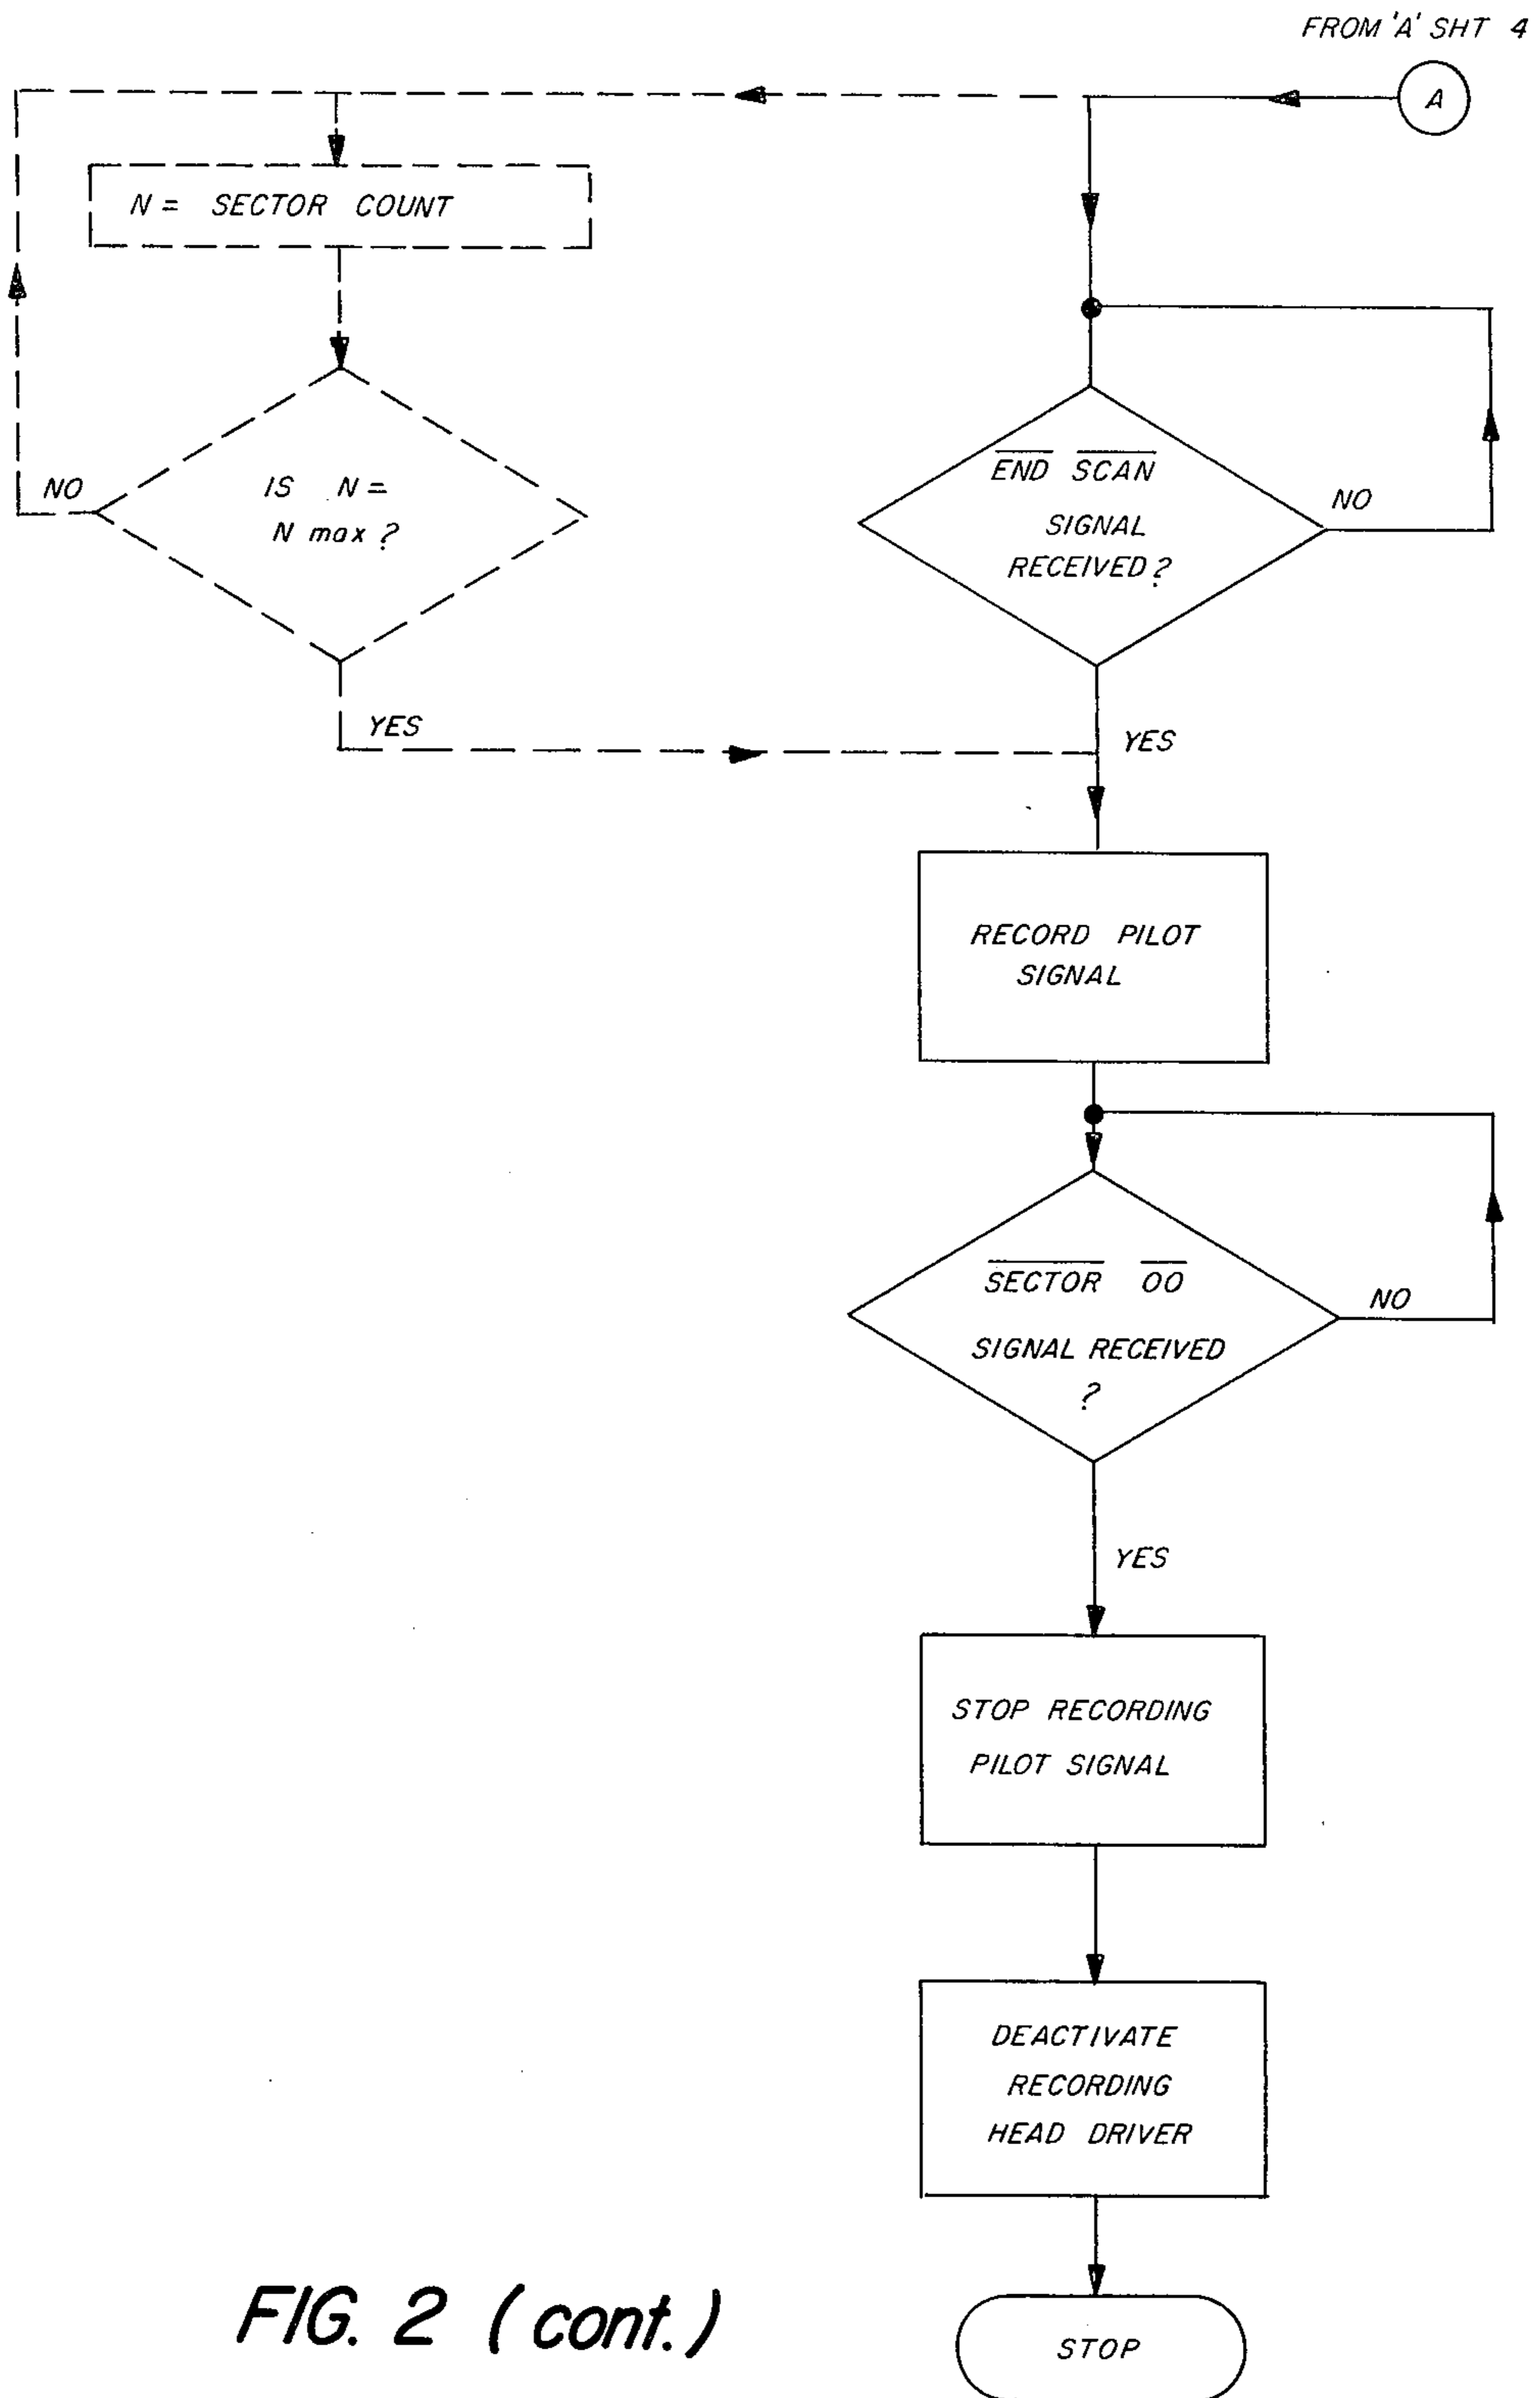 FROM 'A' SHT 4
A
N = SECTOR COUNT
IS N =
N max ?
NO
YES
END SCAN
SIGNAL
RECEIVED ?
NO
YES
RECORD PILOT
SIGNAL
SECTOR 00
SIGNAL RECEIVED
?
NO
YES
STOP RECORDING
PILOT SIGNAL
DEACTIVATE
RECORDING
HEAD DRIVER
STOP
FIG. 2 (cont.)